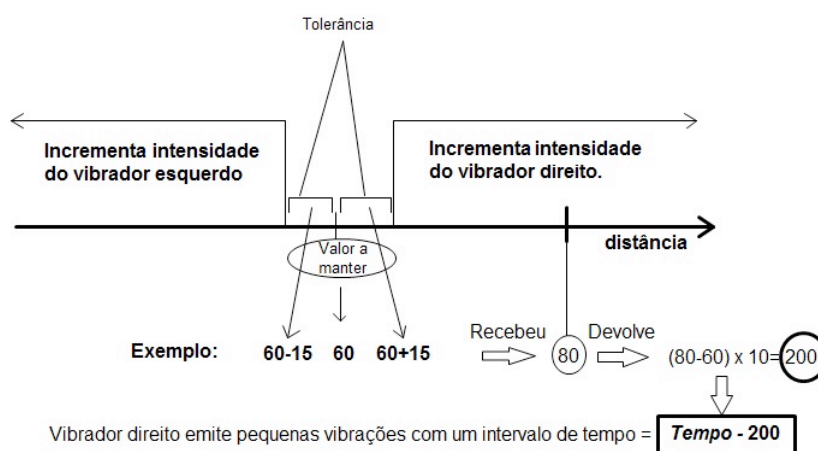 Tolerância
Incrementa intensidade
do vibrador esquerdo
Incrementa intensidade
do vibrador direito.
distância
Valor a
manter
Exemplo: 60-15 60 60+15
Recebeu
80
Devolve
(80-60) x 10= 200
Vibrador direito emite pequenas vibrações com um intervalo de tempo = Tempo - 200